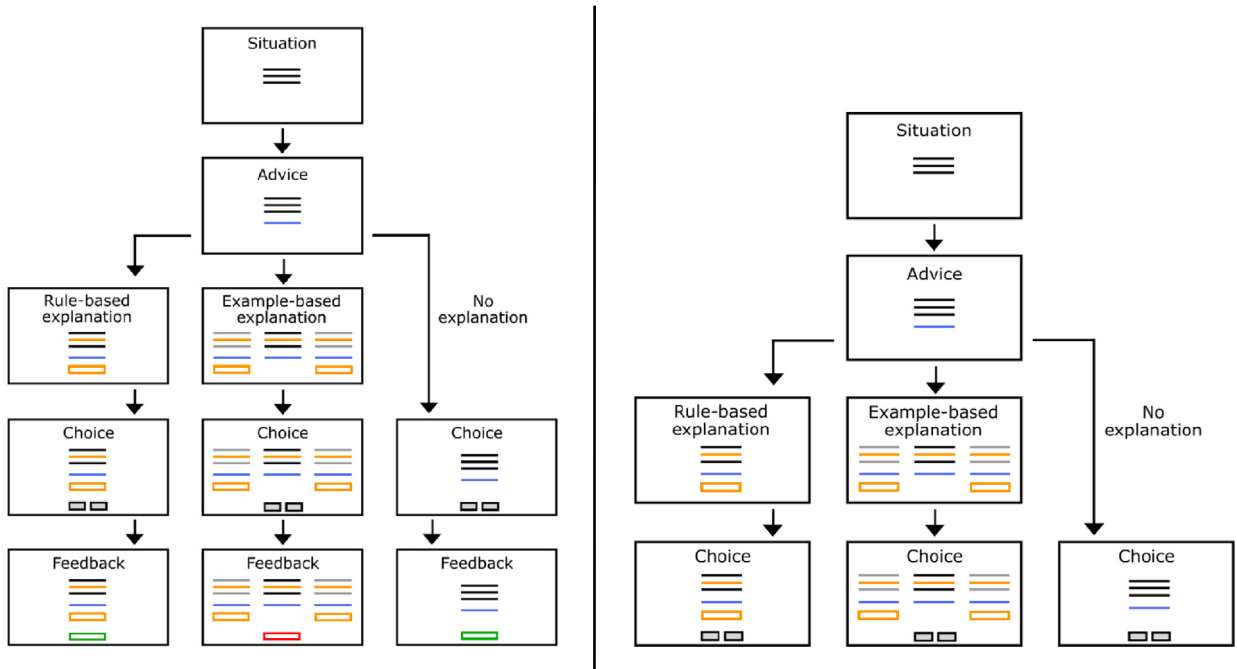 Situation
Advice
Rule-based
explanation
Example-based
explanation
No
explanation
Choice
Choice
Choice
Feedback
Feedback
Feedback
Situation
Advice
Rule-based
explanation
Example-based
explanation
No
explanation
Choice
Choice
Choice